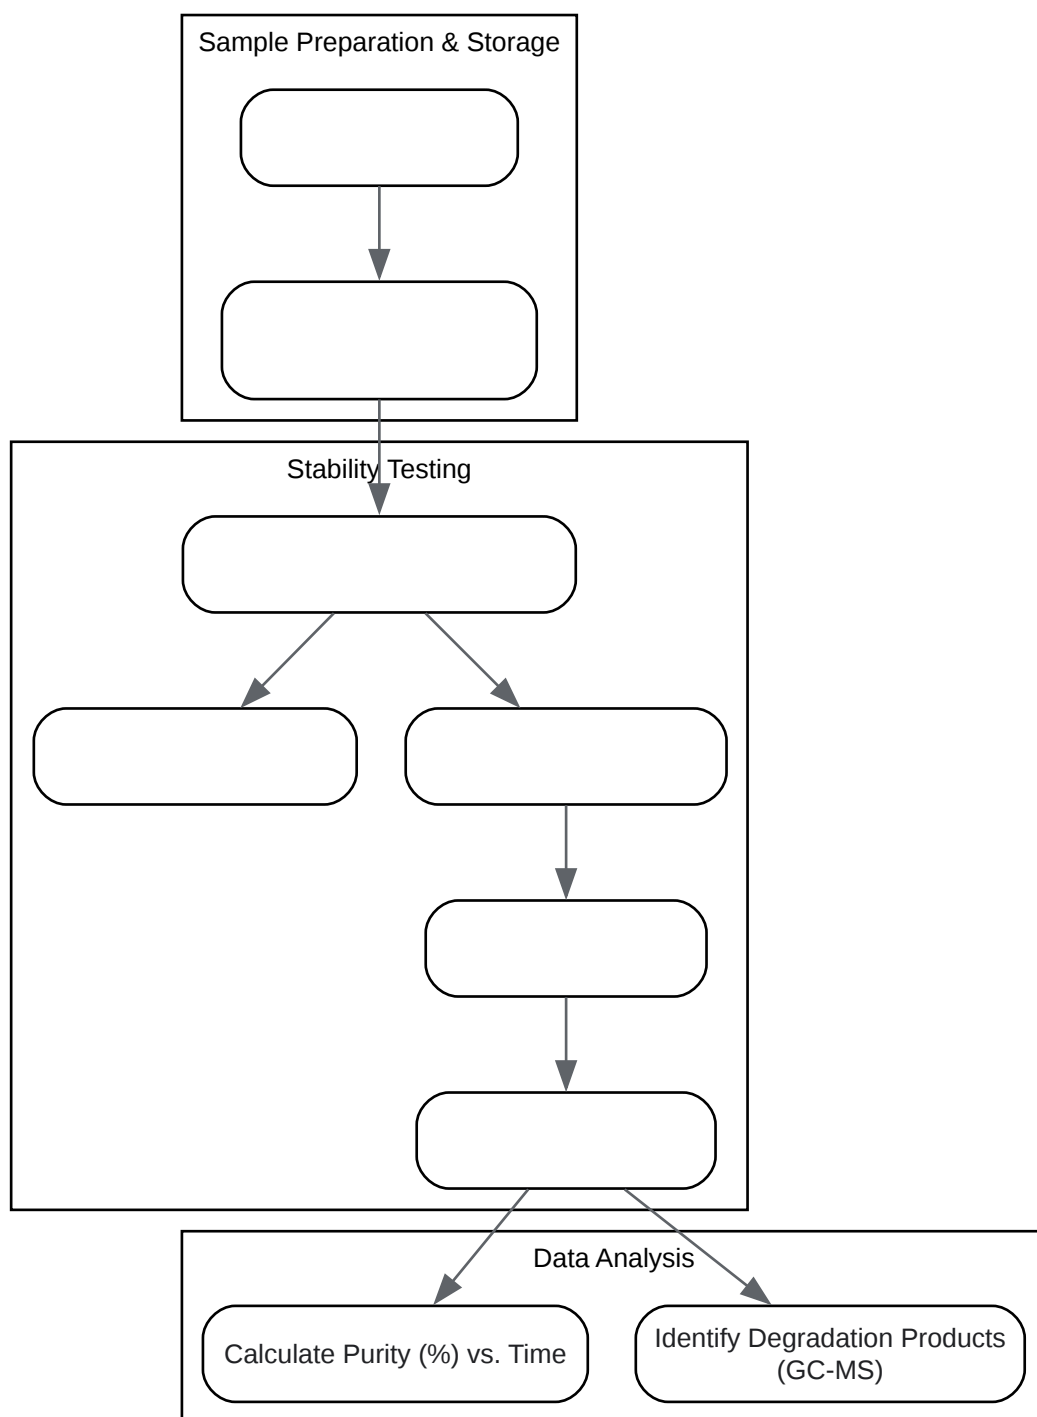 Sample Preparation & Storage
Stability Testing
Data Analysis
Calculate Purity (%) vs. Time
Identify Degradation Products
(GC-MS)